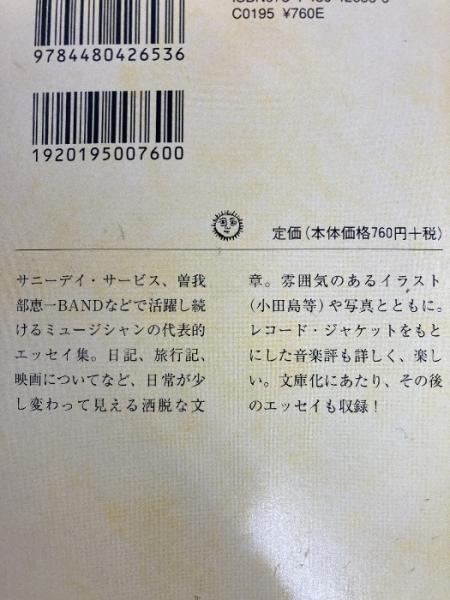 C0195 ¥760E
9784480426536
1920195007600
定価(本体価格760円+税)
サニーデイ・サービス、曽我
部恵一BANDなどで活躍し続
けるミュージシャンの代表的
エッセイ集。日記、旅行記、
映画についてなど、日常が少
し変わって見える洒脱な文
章。雰囲気のあるイラスト
(小田島等)や写真とともに。
レコード・ジャケットをもと
にした音楽評も詳しく、楽し
い。文庫化にあたり、その後
のエッセイも収録!